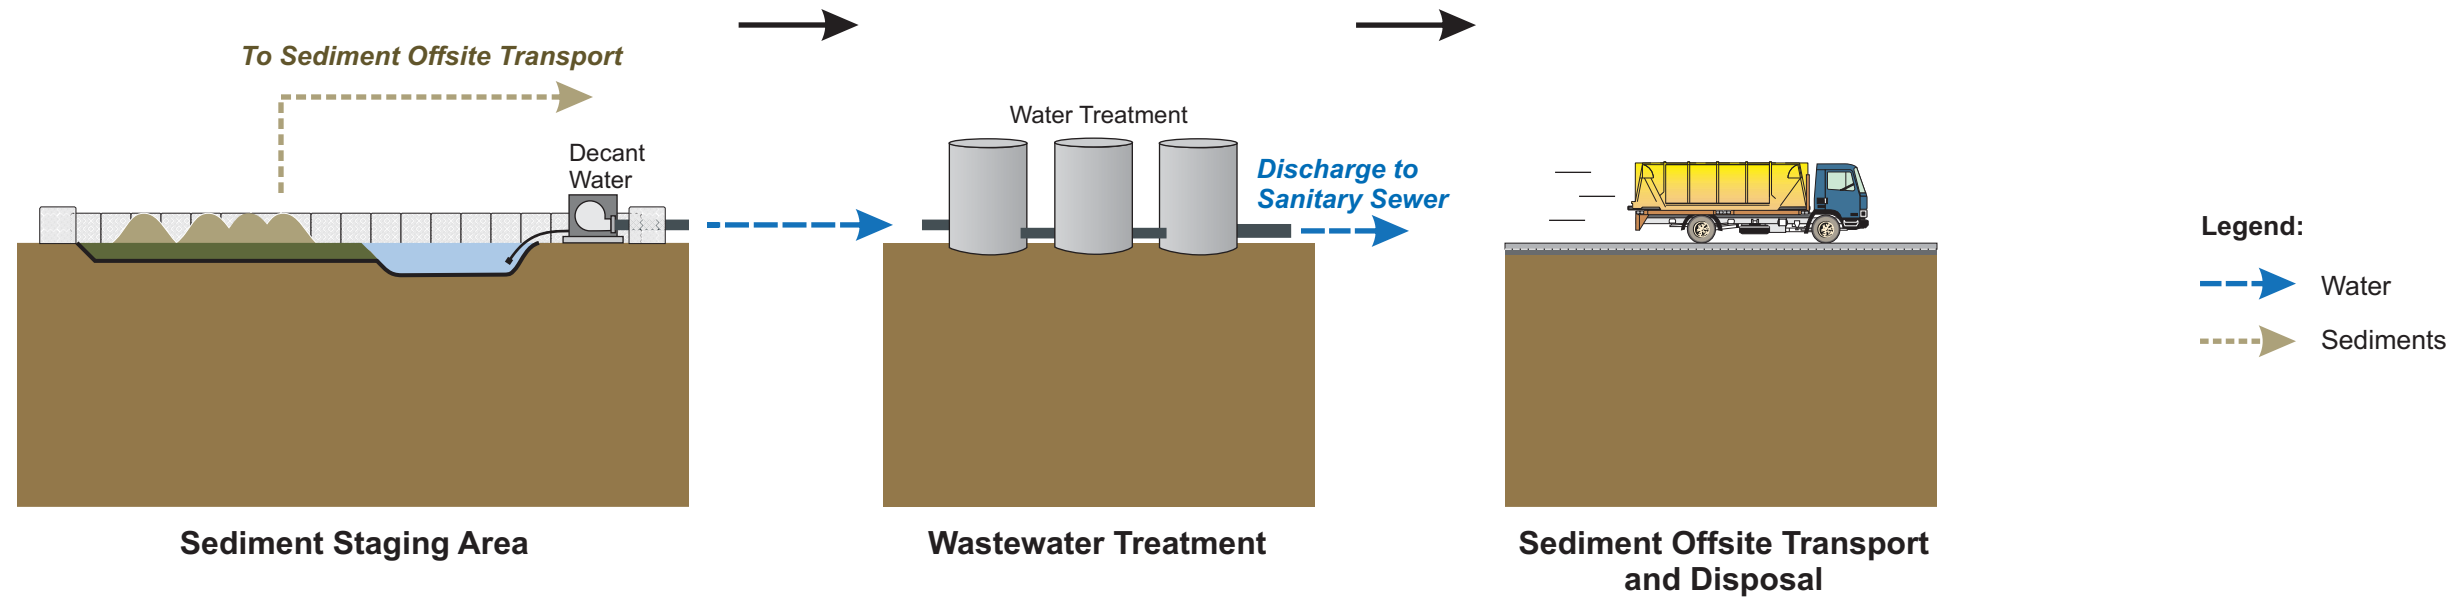 To Sediment Offsite Transport
Decant
Water
Sediment Staging Area
Water Treatment
Discharge to
Sanitary Sewer
Wastewater Treatment
Sediment Offsite Transport
and Disposal
Legend:
Water
Sediments